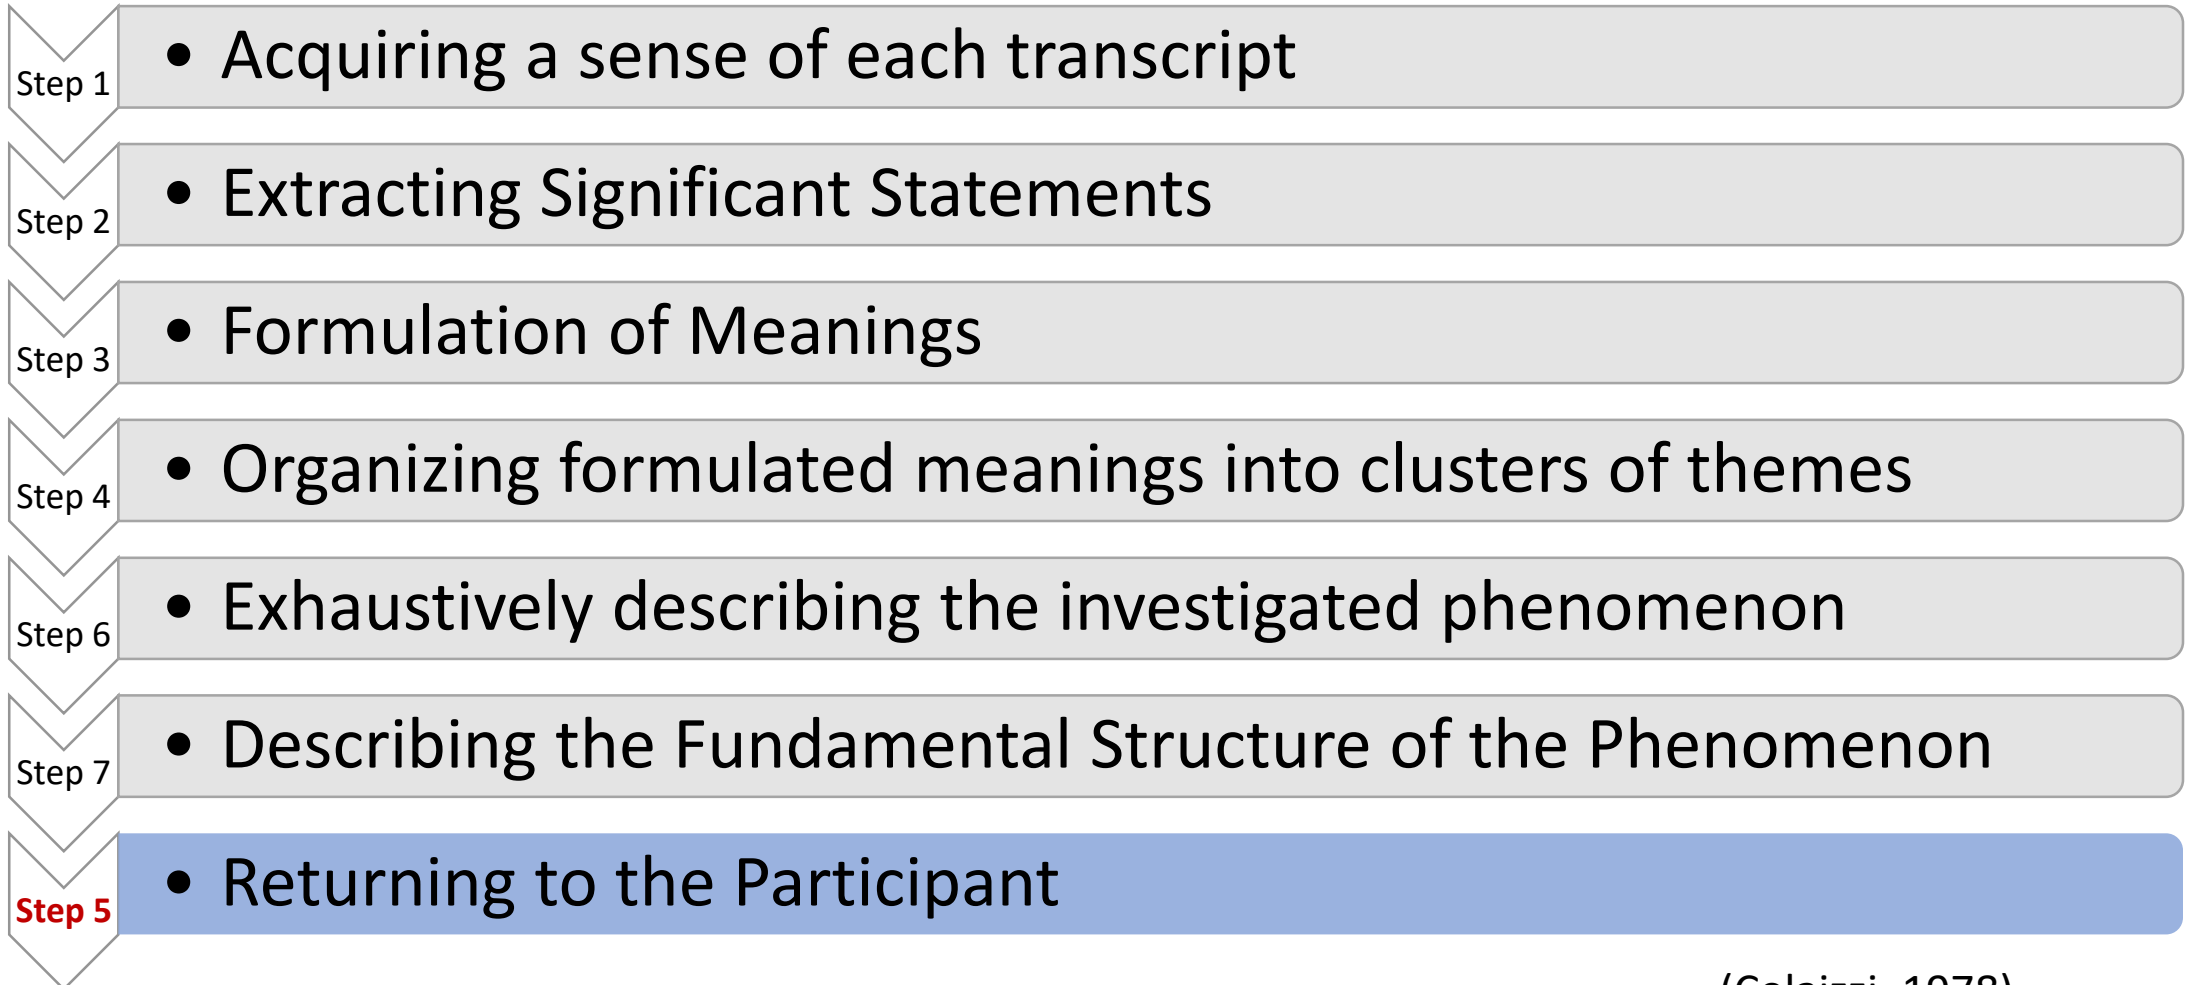 Step 1 • Acquiring a sense of each transcript
Step 2 • Extracting Significant Statements
Step 3 • Formulation of Meanings
Step 4 • Organizing formulated meanings into clusters of themes
Step 6 • Exhaustively describing the investigated phenomenon
Step 7 • Describing the Fundamental Structure of the Phenomenon
Step 5 • Returning to the Participant
(Colaizzi, 1978)